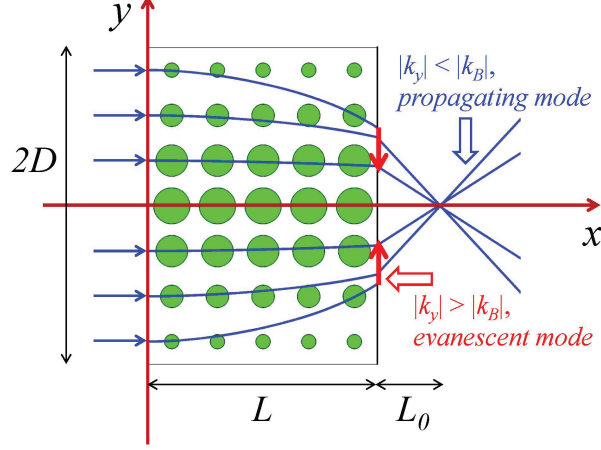 y
|k_y| < |k_B|,
propagating mode
2D
x
|k_y| > |k_B|,
evanescent mode
L
L_0